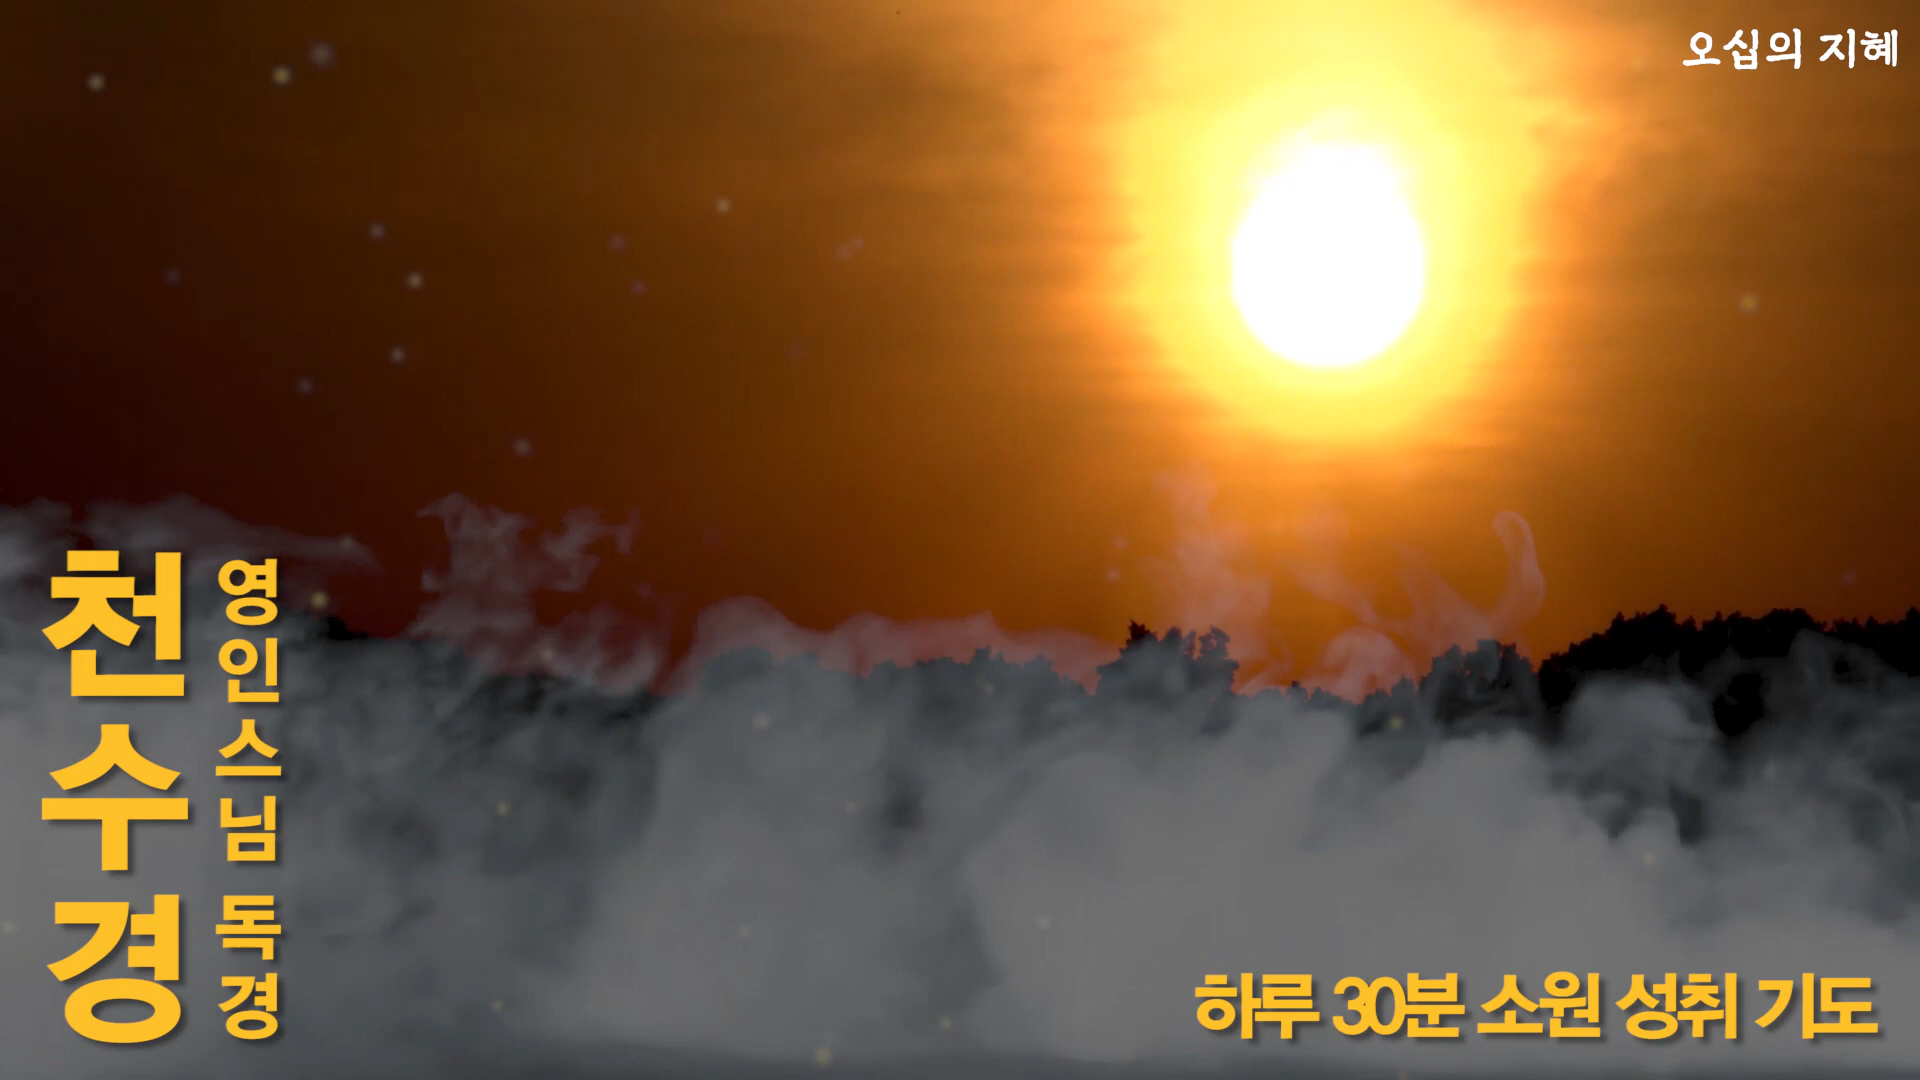 오십의 지혜
천수경
영인스님 독경
하루 30분 소원 성취 기도